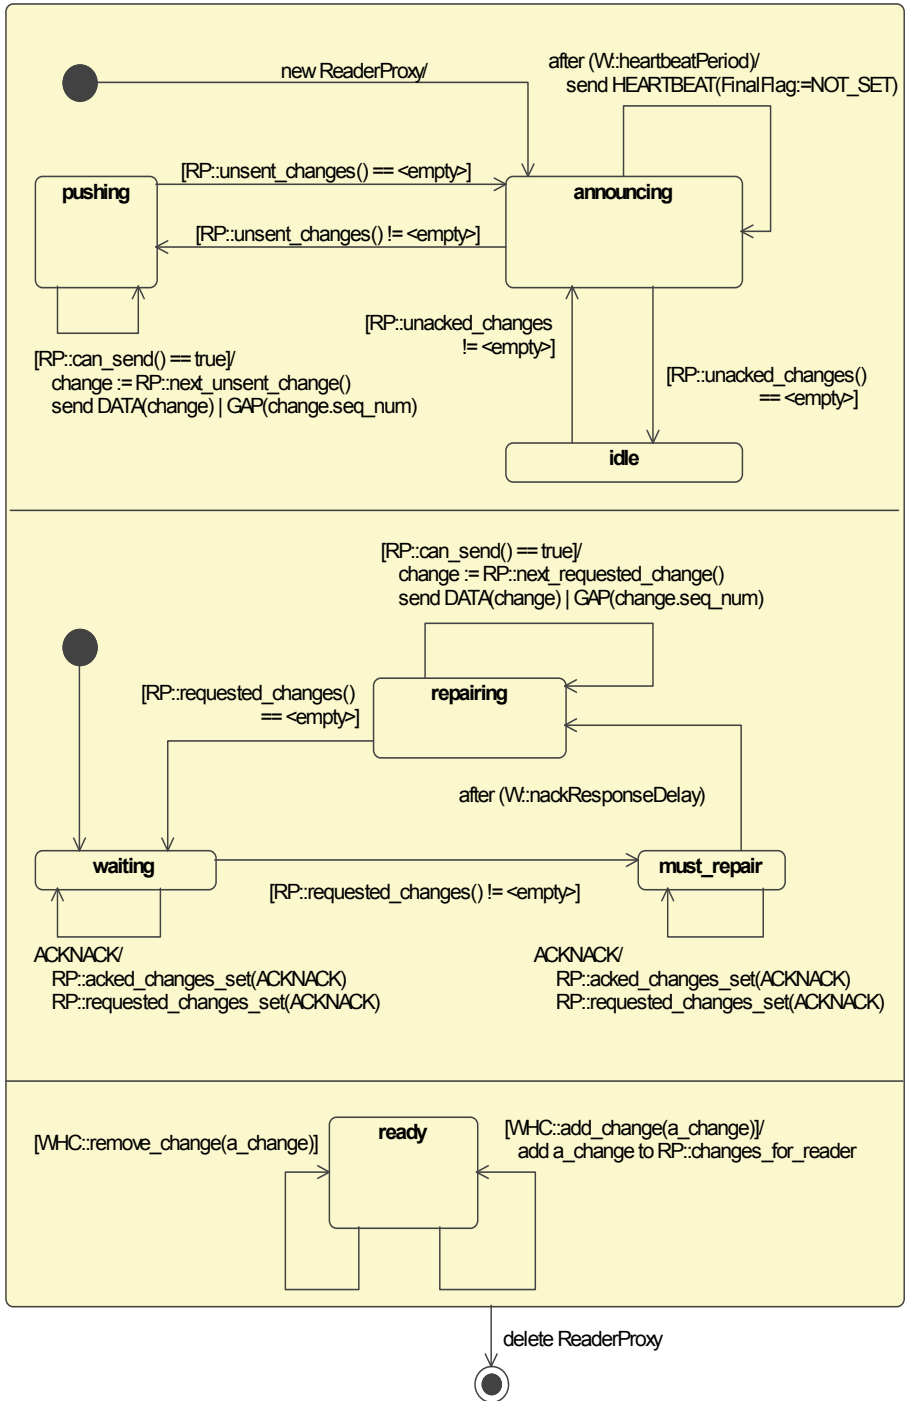 new ReaderProxy/
after (W::heartbeatPeriod)/
send HEARTBEAT(FinalFlag:=NOT_SET)
[RP::unsent_changes() == <empty>]
pushing
announcing
[RP::unsent_changes() != <empty>]
[RP::unacked_changes
!= <empty>]
[RP::can_send() == true]/
change := RP::next_unsent_change()
send DATA(change) | GAP(change.seq_num)
[RP::unacked_changes()
== <empty>]
idle
[RP::can_send() == true]/
change := RP::next_requested_change()
send DATA(change) | GAP(change.seq_num)
[RP::requested_changes()
== <empty>]
repairing
after (W::nackResponseDelay)
waiting
must_repair
[RP::requested_changes() != <empty>]
ACKNACK/
RP::acked_changes_set(ACKNACK)
RP::requested_changes_set(ACKNACK)
ACKNACK/
RP::acked_changes_set(ACKNACK)
RP::requested_changes_set(ACKNACK)
[WHC::remove_change(a_change)]
ready
[WHC::add_change(a_change)]/
add a_change to RP::changes_for_reader
delete ReaderProxy